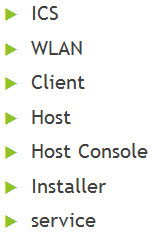 ICS
WLAN
Client
Host
Host Console
Installer
service